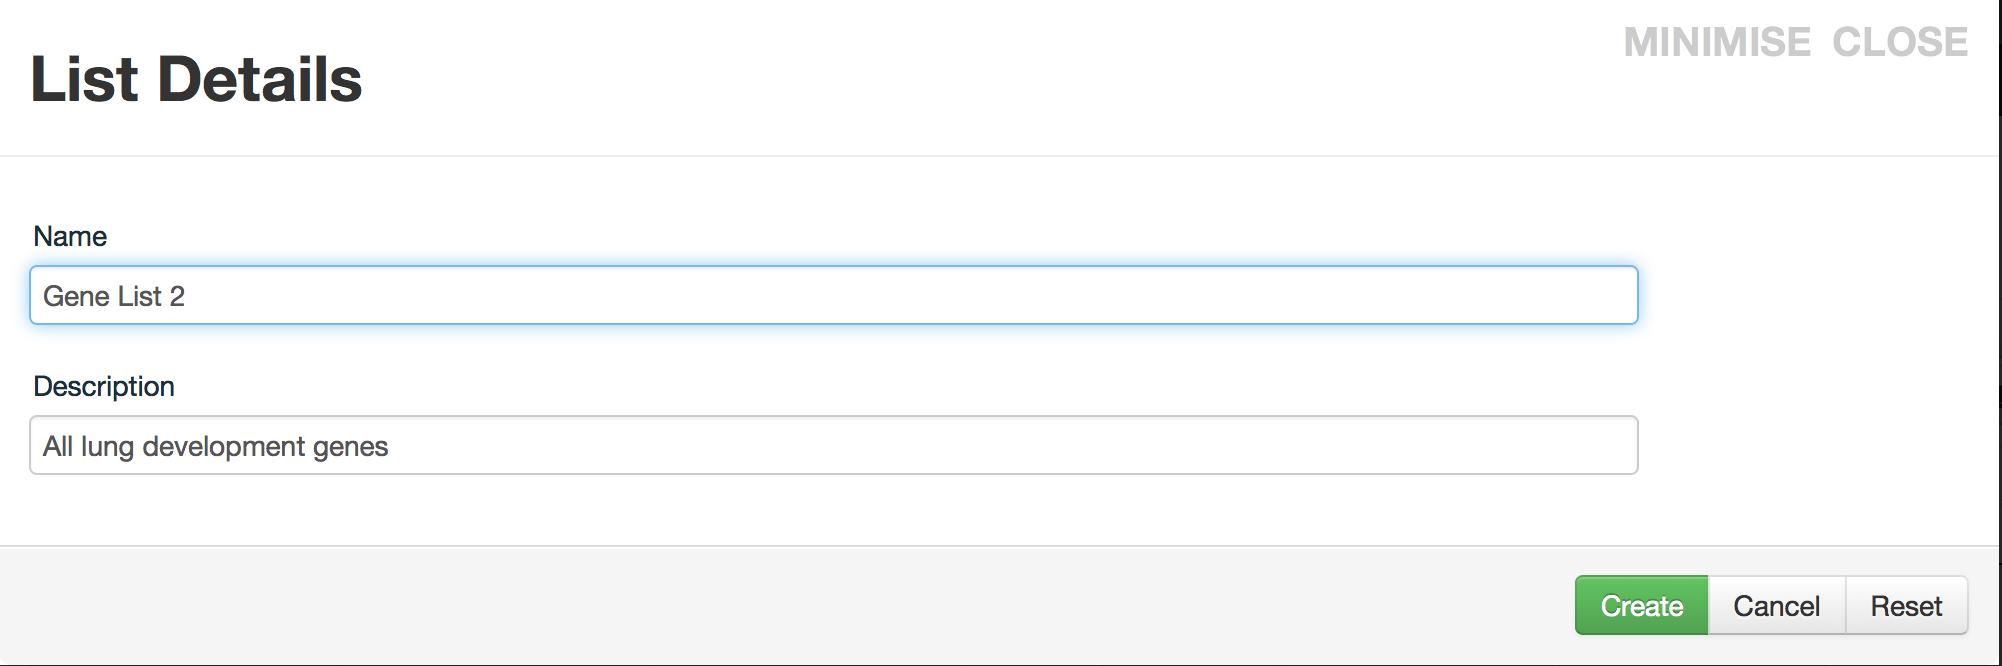 MINIMISE CLOSE
List Details
Name
Gene List 2
Description
All lung development genes
Create Cancel Reset